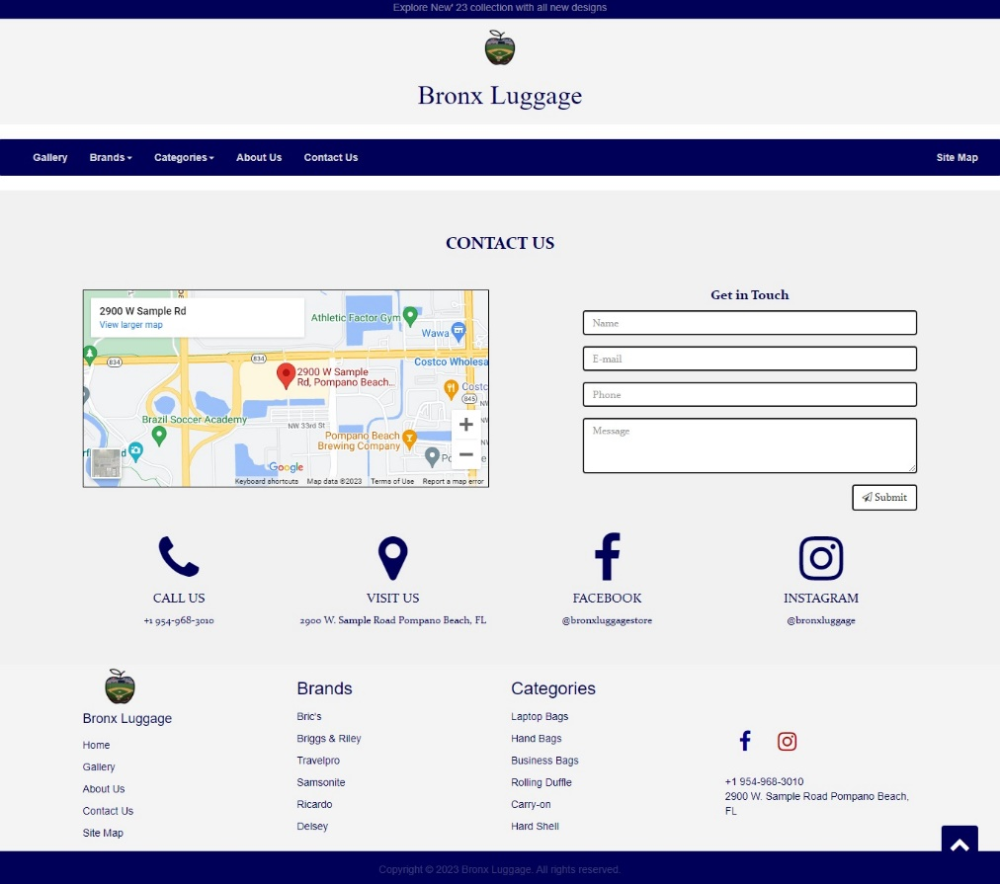 Explore New' 23 collection with all new designs
Bronx Luggage
Gallery Brands Categories About Us Contact Us Site Map
CONTACT US
2900 W Sample Rd
View larger map
Athletic Factor Gym
Wawa
834
834
Costco Wholesa
2900 W Sample
Rd, Pompano Beach...
Costc
845
NW
Brazil Soccer Academy
NW 33rd St
Pompano Beach
Brewing Company
Google
Keyboard shortcuts Map data ©2023 Terms of Use Report a map error
Get in Touch
Name
E-mail
Phone
Message
Submit
CALL US
+1 954-968-3010
VISIT US
2900 W. Sample Road Pompano Beach, FL
FACEBOOK
@bronxluggagestore
INSTAGRAM
@bronxluggage
Bronx Luggage
Home
Gallery
About Us
Contact Us
Site Map
Brands
Bric's
Briggs & Riley
Travelpro
Samsonite
Ricardo
Delsey
Categories
Laptop Bags
Hand Bags
Business Bags
Rolling Duffle
Carry-on
Hard Shell
+1 954-968-3010
2900 W. Sample Road Pompano Beach,
FL
Copyright © 2023 Bronx Luggage. All rights reserved.